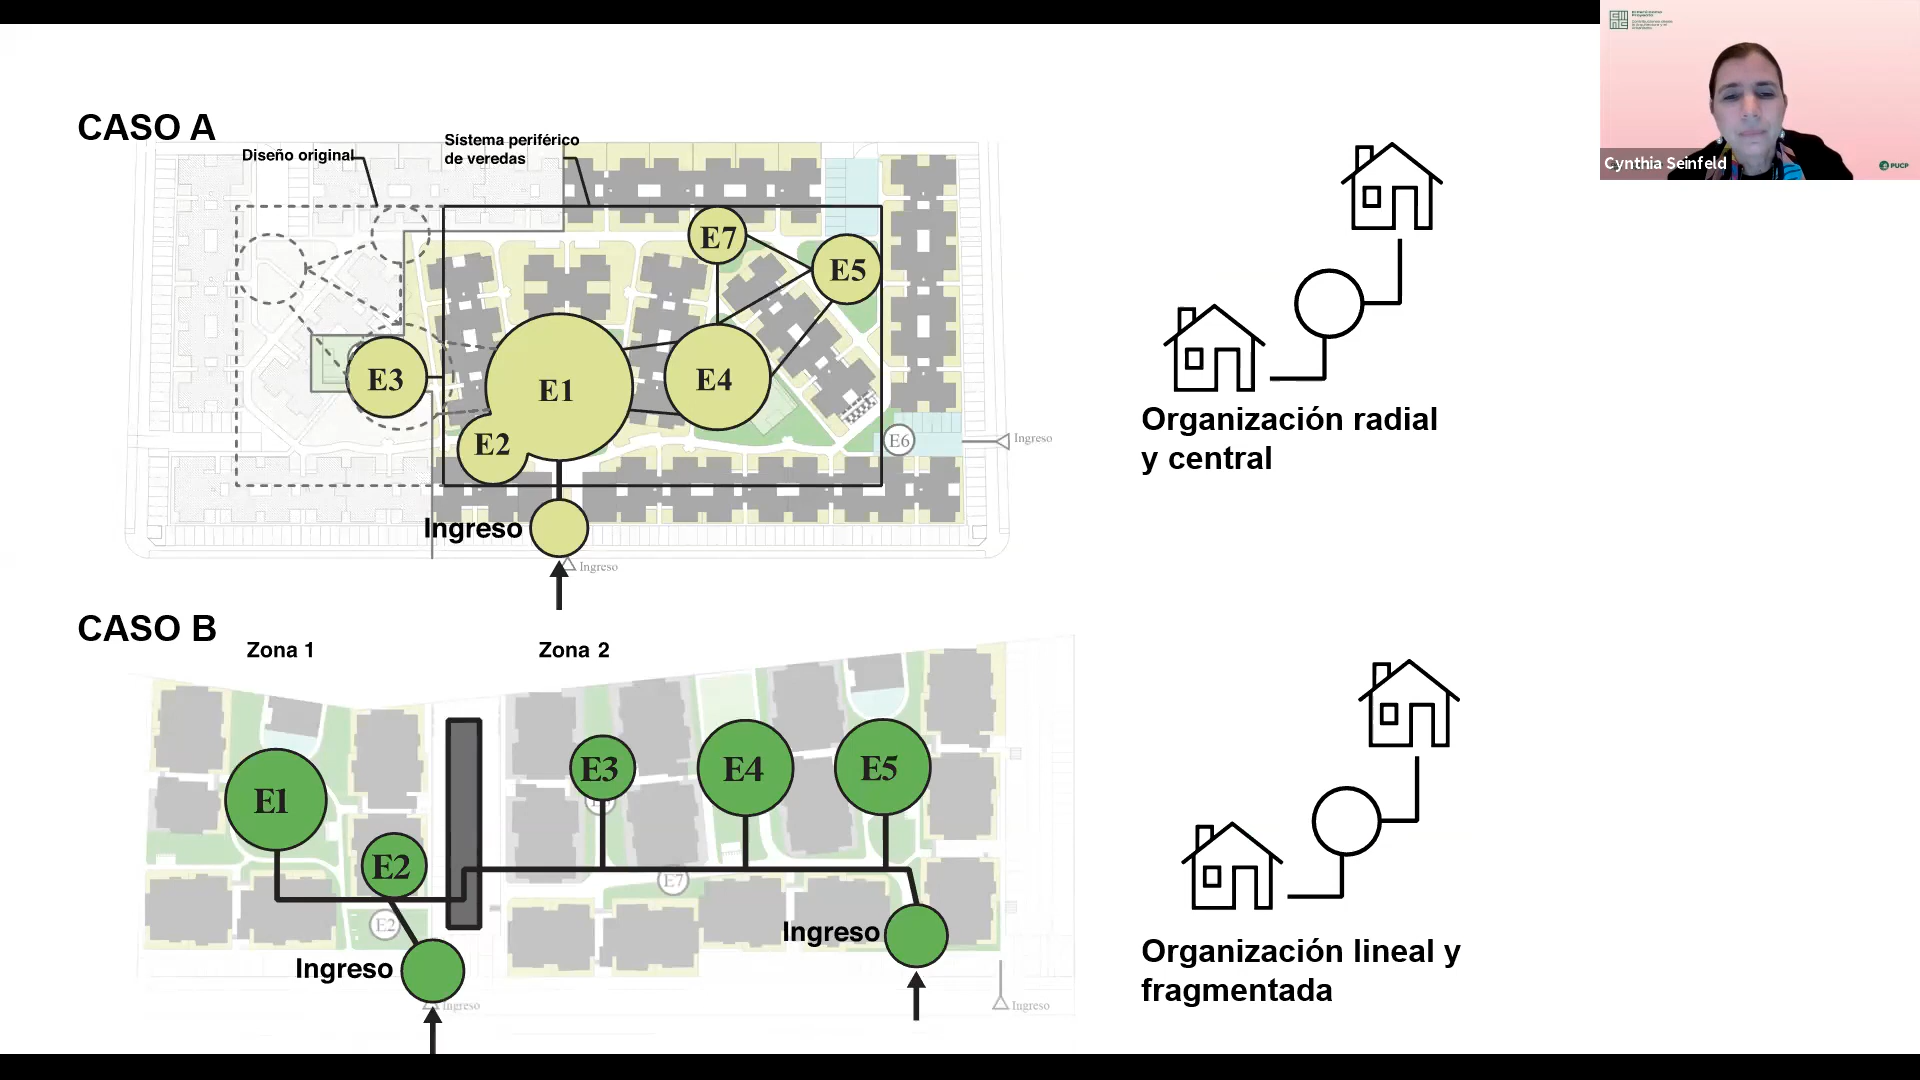 CASO A
Diseño original
Sístema periférico
de veredas
E7
E5
E3
E1
E4
E2
E6
Ingreso
Ingreso
Ingreso
Organización radial
y central
CASO B
Zona 1
Zona 2
E1
E2
E3
E4
E5
E7
E2
Ingreso
Ingreso
Ingreso
Ingreso
Organización lineal y
fragmentada
Cynthia Seinfeld
PUCP